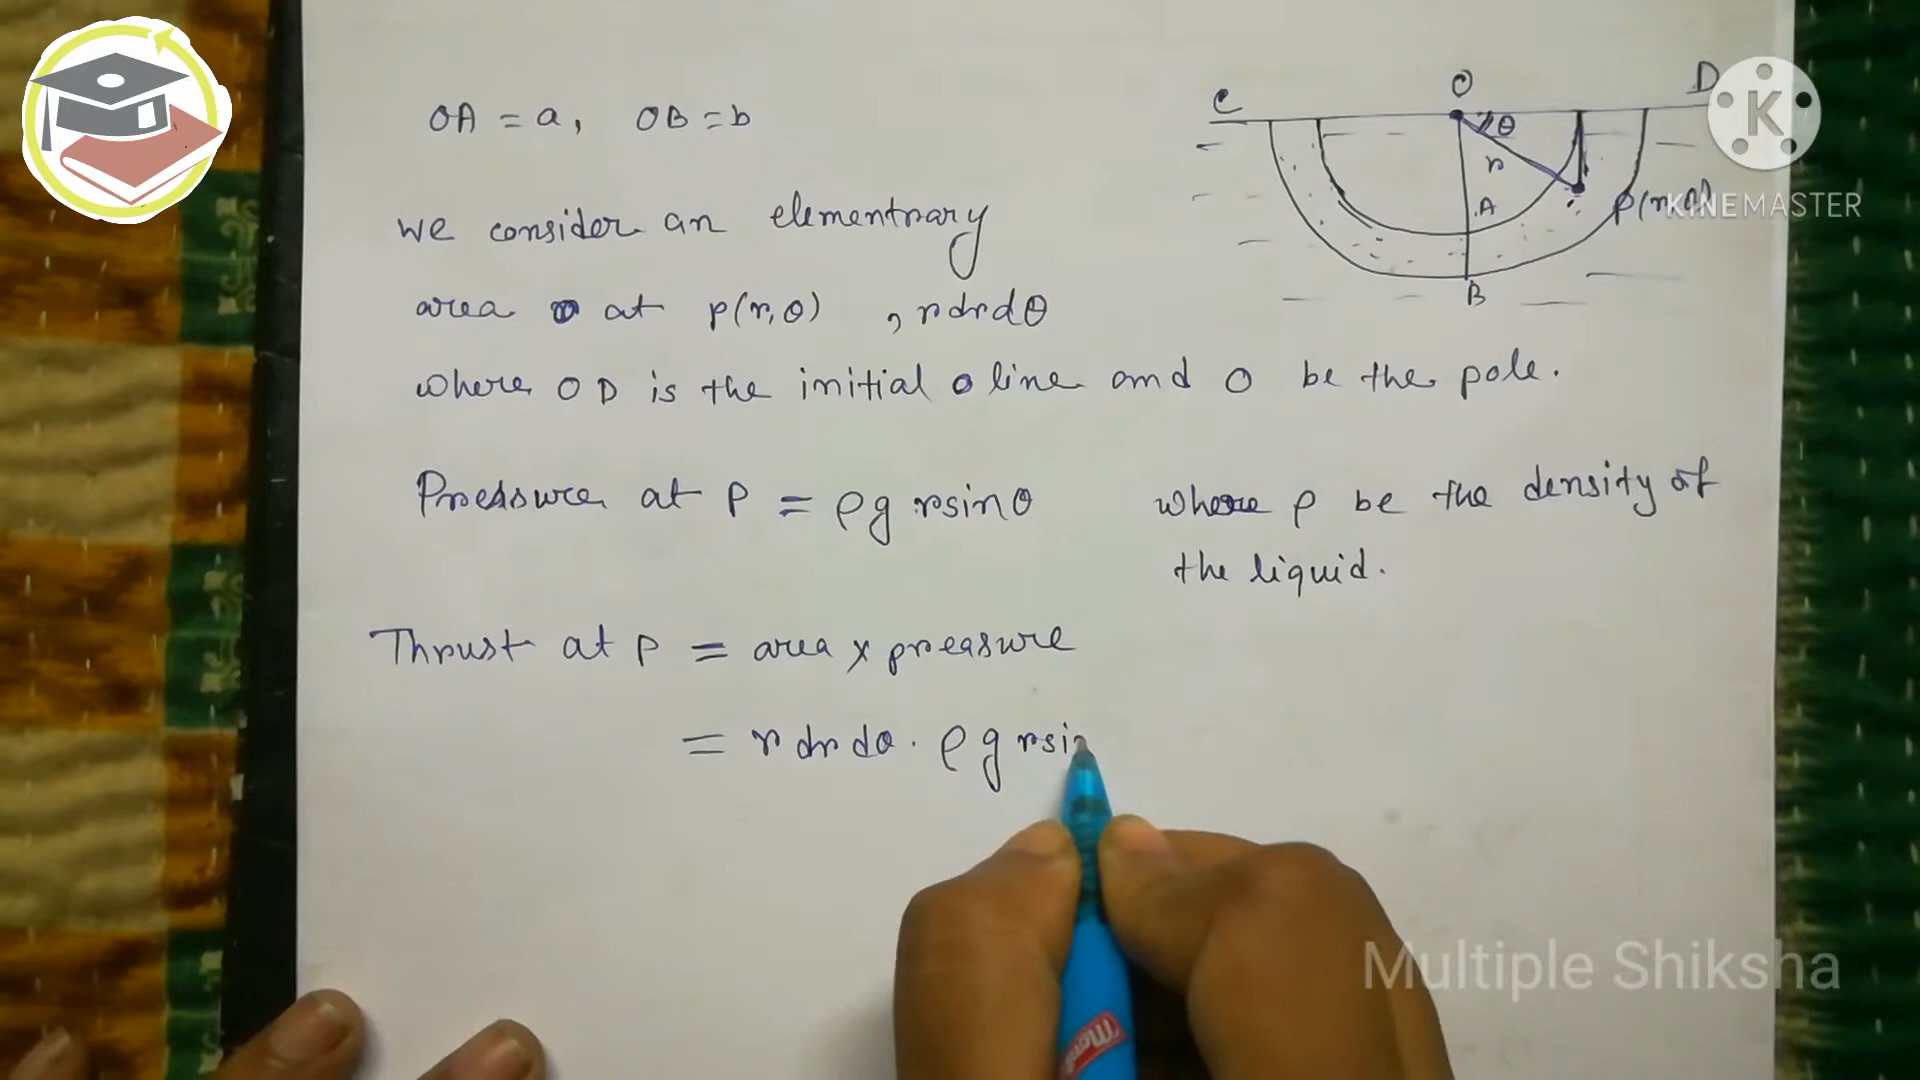 OA = a, OB = b
C O D
θ
r
A
B
KINEMASTER
we consider an elementrary
area at p(r,θ) , rdrdθ
where OD is the initial line and O be the pole.
Pressure at P = ρg rsinθ where ρ be the density of
the liquid.
Thrust at P = area x preasure
= r dr dθ . ρg rsin
Multiple Shiksha